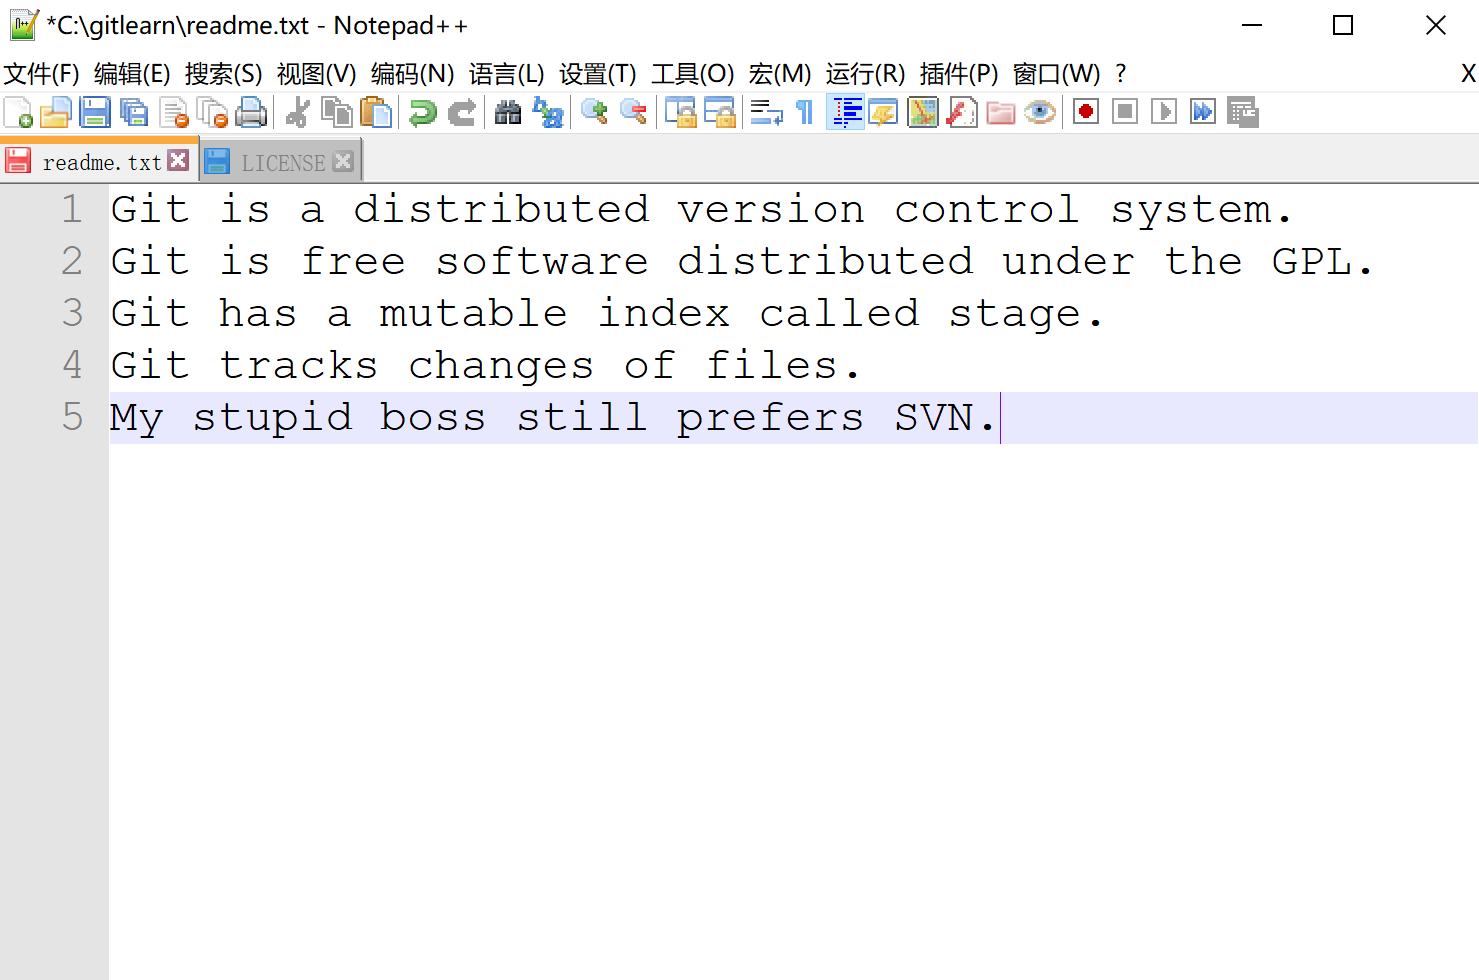 *C:\gitlearn\readme.txt - Notepad++
文件(F) 编辑(E) 搜索(S) 视图(V) 编码(N) 语言(L) 设置(T) 工具(O) 宏(M) 运行(R) 插件(P) 窗口(W) ? X
readme.txt LICENSE
1 Git is a distributed version control system.
2 Git is free software distributed under the GPL.
3 Git has a mutable index called stage.
4 Git tracks changes of files.
5 My stupid boss still prefers SVN.